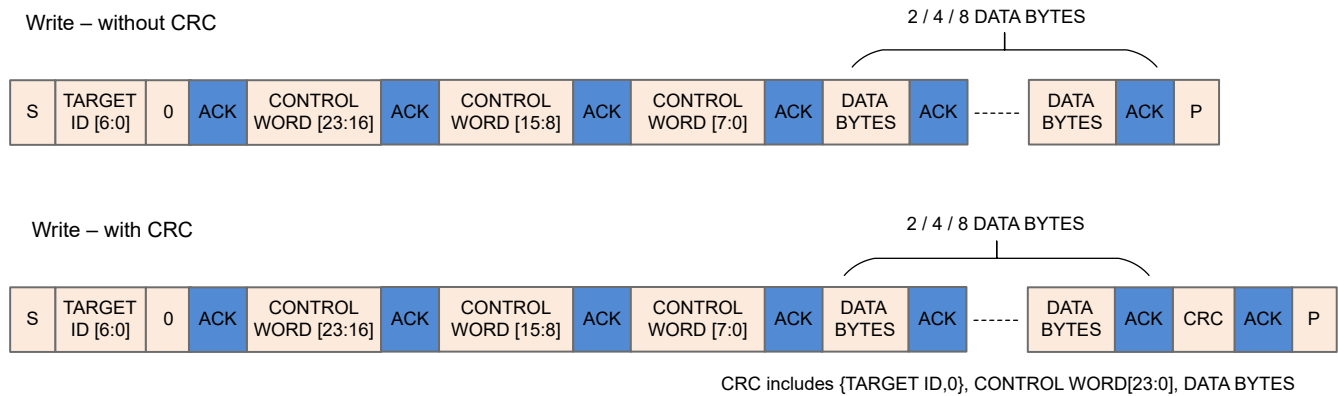 Write – without CRC
2 / 4 / 8 DATA BYTES
S
TARGET
ID [6:0]
0
ACK
CONTROL
WORD [23:16]
ACK
CONTROL
WORD [15:8]
ACK
CONTROL
WORD [7:0]
ACK
DATA
BYTES
ACK
DATA
BYTES
ACK
P
Write – with CRC
2 / 4 / 8 DATA BYTES
S
TARGET
ID [6:0]
0
ACK
CONTROL
WORD [23:16]
ACK
CONTROL
WORD [15:8]
ACK
CONTROL
WORD [7:0]
ACK
DATA
BYTES
ACK
DATA
BYTES
ACK
CRC
ACK
P
CRC includes {TARGET ID,0}, CONTROL WORD[23:0], DATA BYTES